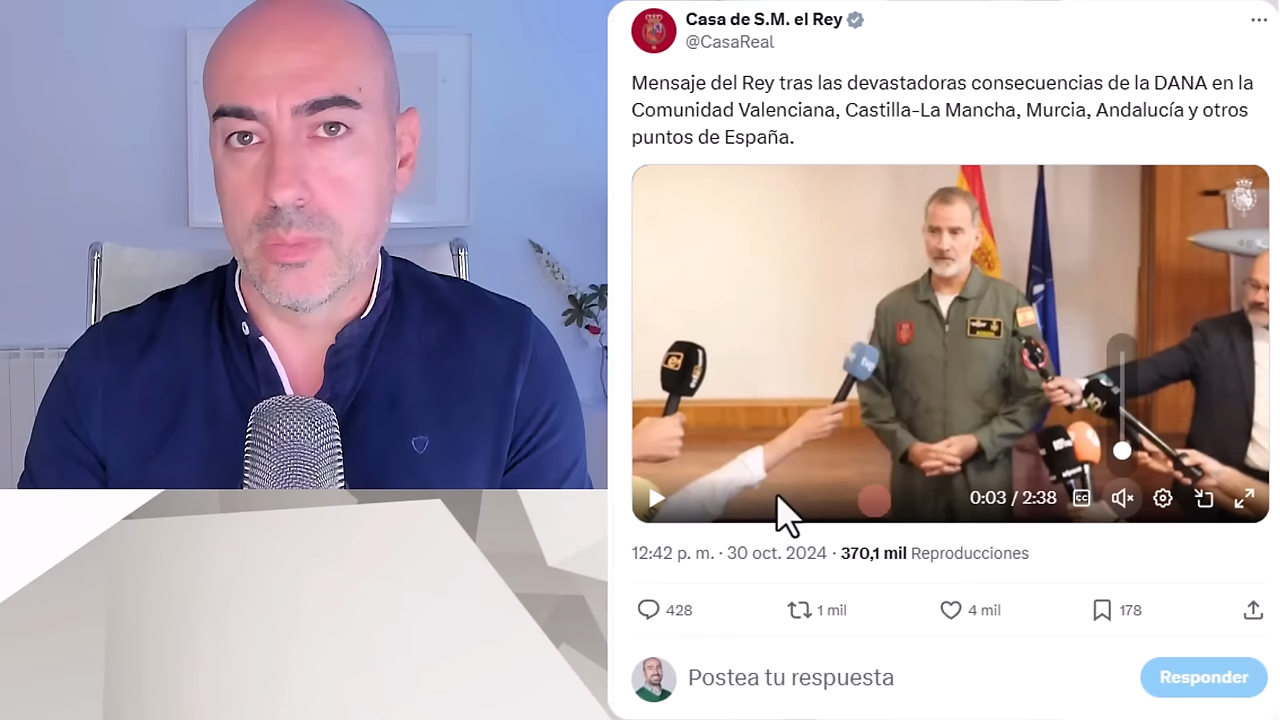 Casa de S.M. el Rey
@CasaReal
Mensaje del Rey tras las devastadoras consecuencias de la DANA en la
Comunidad Valenciana, Castilla-La Mancha, Murcia, Andalucía y otros
puntos de España.
0:03 / 2:38
CC
12:42 p. m. · 30 oct. 2024 · 370,1 mil Reproducciones
428
1 mil
4 mil
178
Postea tu respuesta
Responder